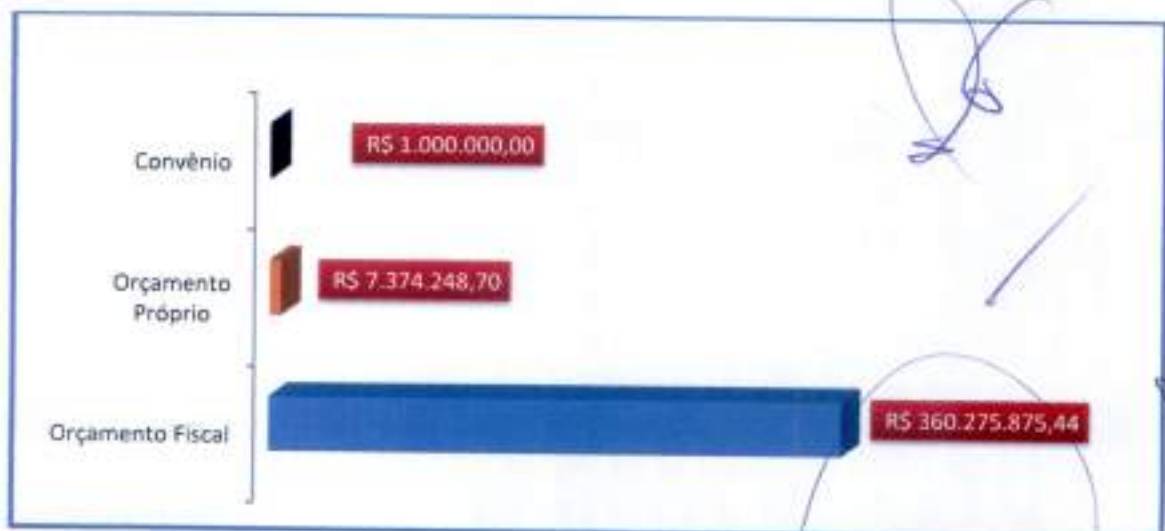 Convênio
R$ 1.000.000,00
Orçamento
Próprio
R$ 7.374.248,70
Orçamento Fiscal
R$ 360.275.875,44